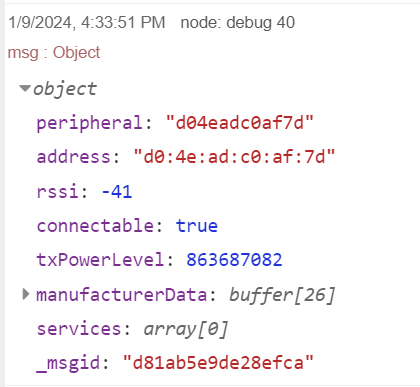 1/9/2024, 4:33:51 PM node: debug 40
msg : Object
object
peripheral: "d04eadc0af7d"
address: "d0:4e:ad:c0:af:7d"
rssi: -41
connectable: true
txPowerLevel: 863687082
manufacturerData: buffer[26]
services: array[0]
_msgid: "d81ab5e9de28efca"